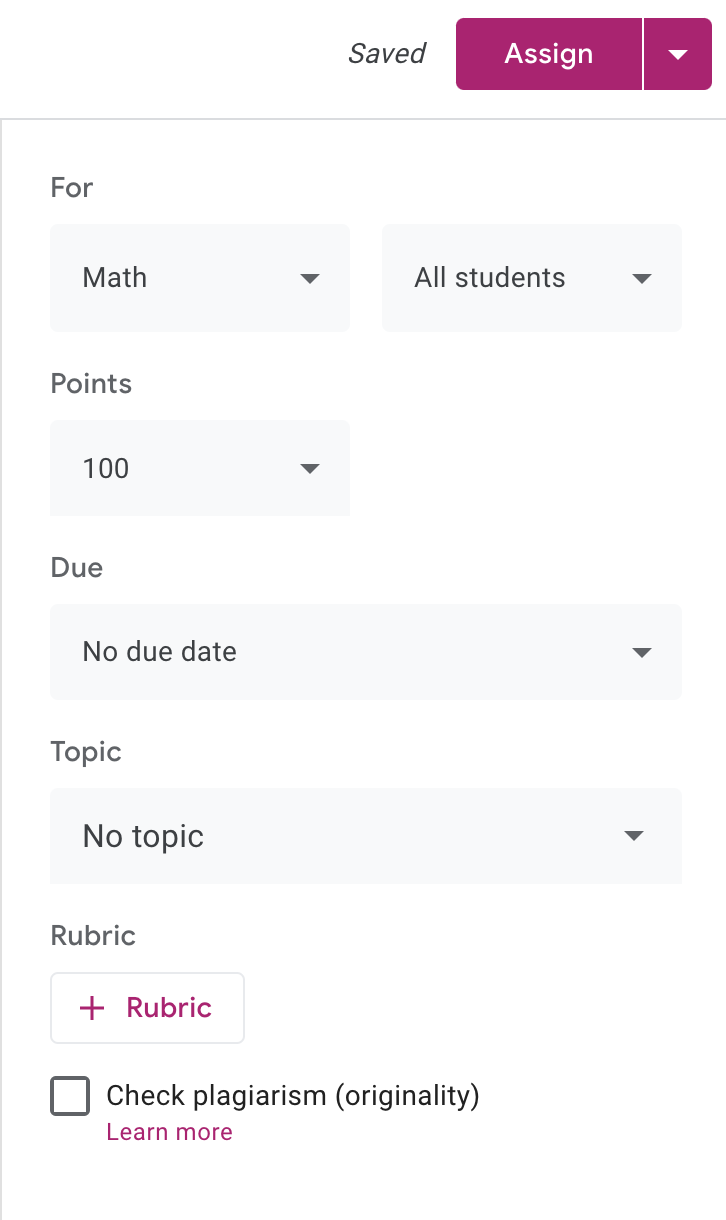 Saved
Assign
For
Math
All students
Points
100
Due
No due date
Topic
No topic
Rubric
+ Rubric
Check plagiarism (originality)
Learn more